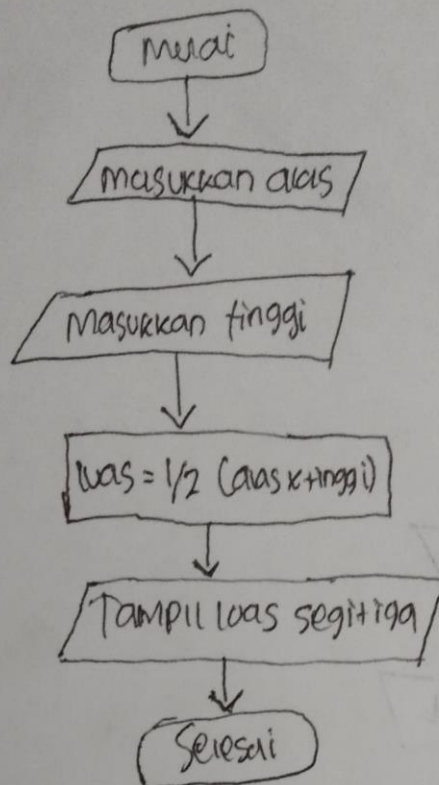 Mulai
Masukkan alas
Masukkan tinggi
luas = 1/2 (alas x tinggi)
Tampil luas segitiga
Selesai